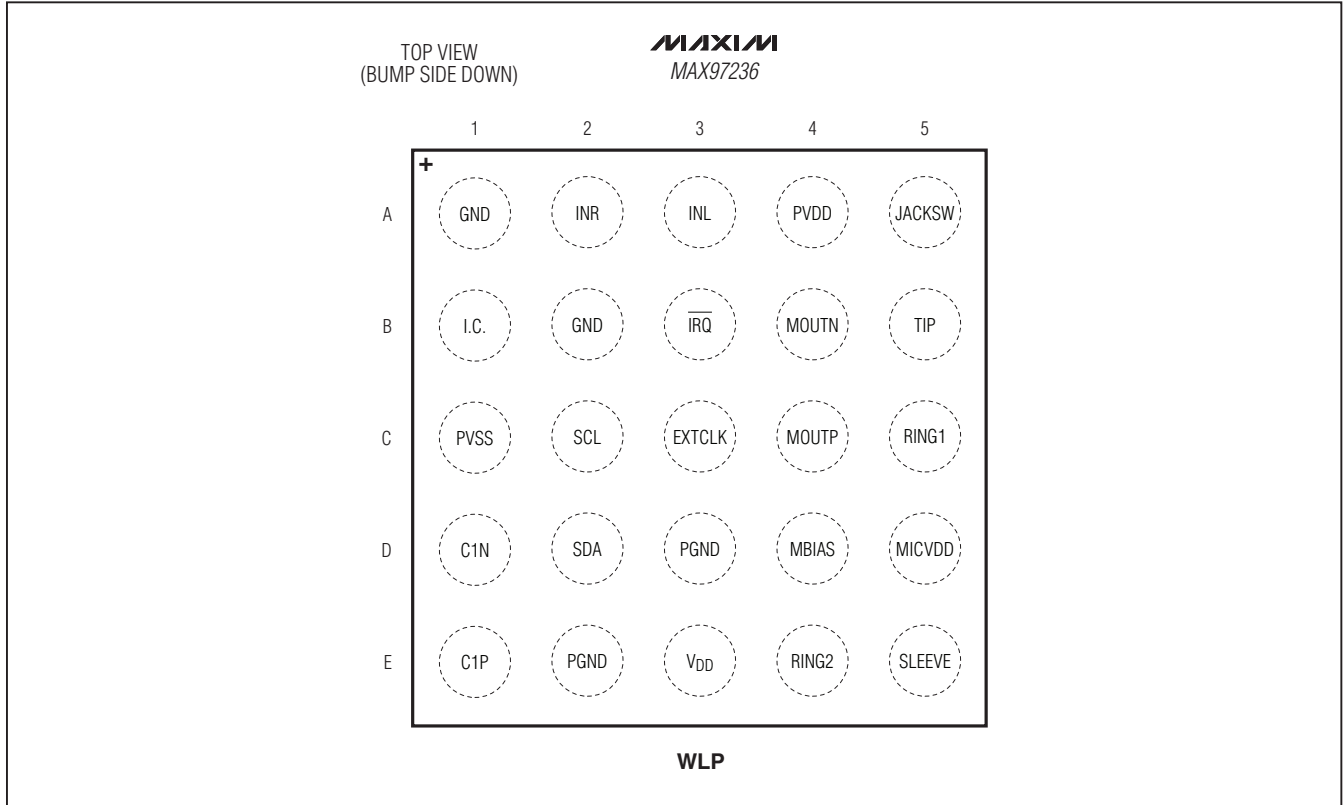 TOP VIEW
(BUMP SIDE DOWN)
MAXIM
MAX97236
1 2 3 4 5
+
A GND INR INL PVDD JACKSW
B I.C. GND I̅R̅Q̅ MOUTN TIP
C PVSS SCL EXTCLK MOUTP RING1
D C1N SDA PGND MBIAS MICVDD
E C1P PGND VDD RING2 SLEEVE
WLP